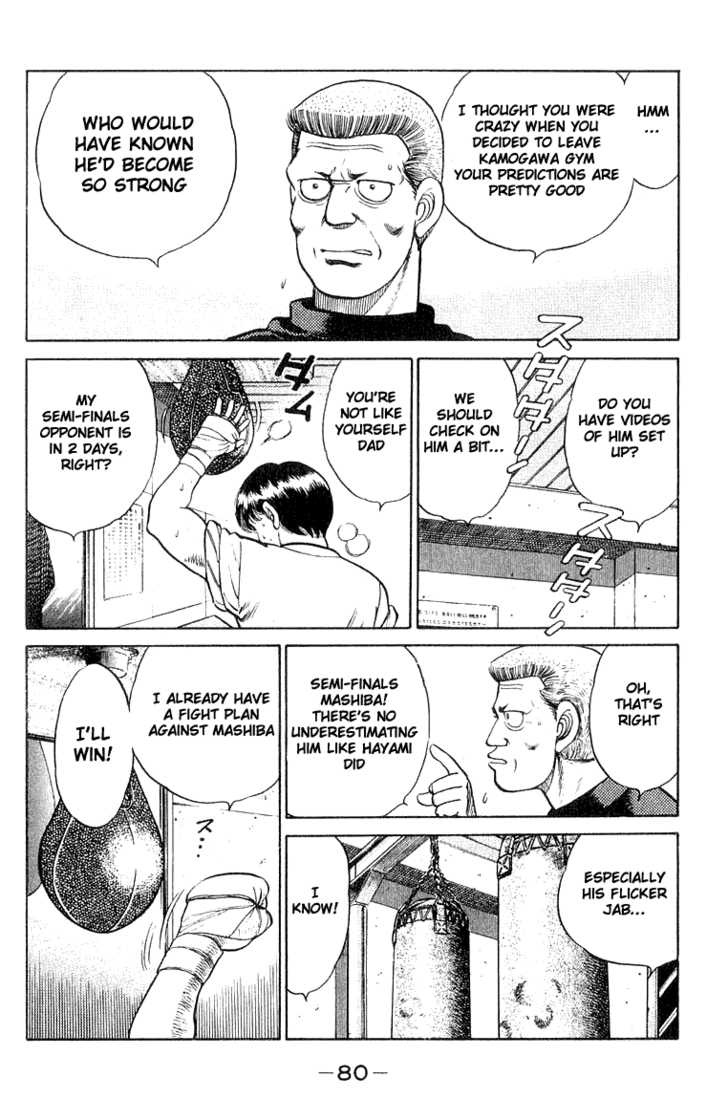 HMM
...
I THOUGHT YOU WERE
CRAZY WHEN YOU
DECIDED TO LEAVE
KAMOGAWA GYM
YOUR PREDICTIONS ARE
PRETTY GOOD
WHO WOULD
HAVE KNOWN
HE'D BECOME
SO STRONG
DO YOU
HAVE VIDEOS
OF HIM SET
UP?
WE
SHOULD
CHECK ON
HIM A BIT...
YOU'RE
NOT LIKE
YOURSELF
DAD
MY
SEMI-FINALS
OPPONENT IS
IN 2 DAYS,
RIGHT?
OH,
THAT'S
RIGHT
SEMI-FINALS
MASHIBA!
THERE'S NO
UNDERESTIMATING
HIM LIKE HAYAMI
DID
ESPECIALLY
HIS FLICKER
JAB...
I
KNOW!
I ALREADY HAVE
A FIGHT PLAN
AGAINST MASHIBA
I'LL
WIN!
ス...
—80—